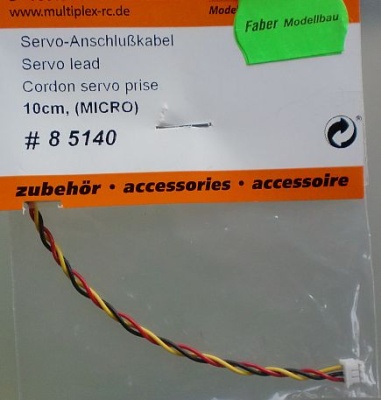 www.multiplex-rc.de
Faber Modellbau
Servo-Anschlußkabel
Servo lead
Cordon servo prise
10cm, (MICRO)
# 8 5140
zubehör · accessories · accessoire